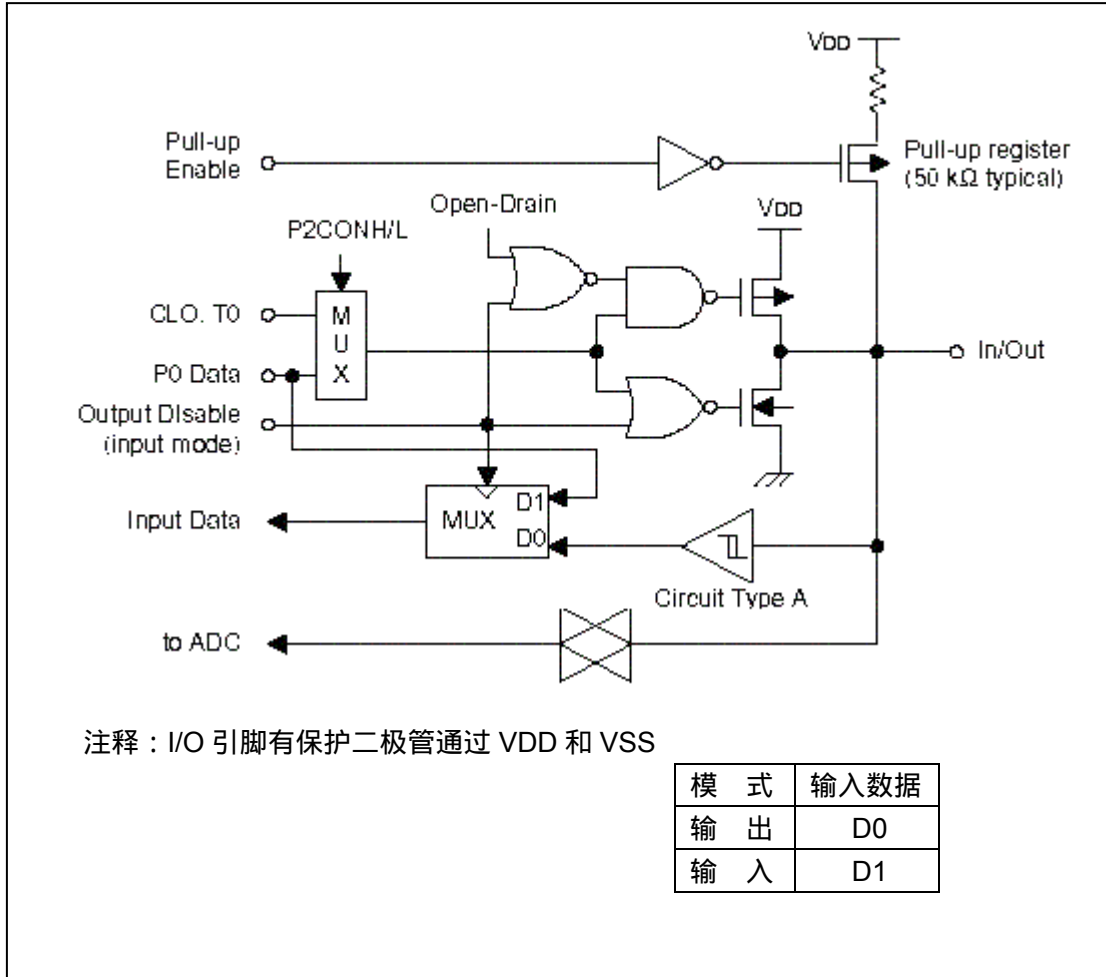 VDD
Pull-up
Enable
Pull-up register
(50 kΩ typical)
Open-Drain
VDD
P2CONH/L
CLO. T0
M
U
X
P0 Data
In/Out
Output DIsable
(input mode)
D1
MUX
D0
Input Data
Circuit Type A
to ADC
注释：I/O 引脚有保护二极管通过 VDD 和 VSS
模 式 输入数据
输 出 D0
输 入 D1